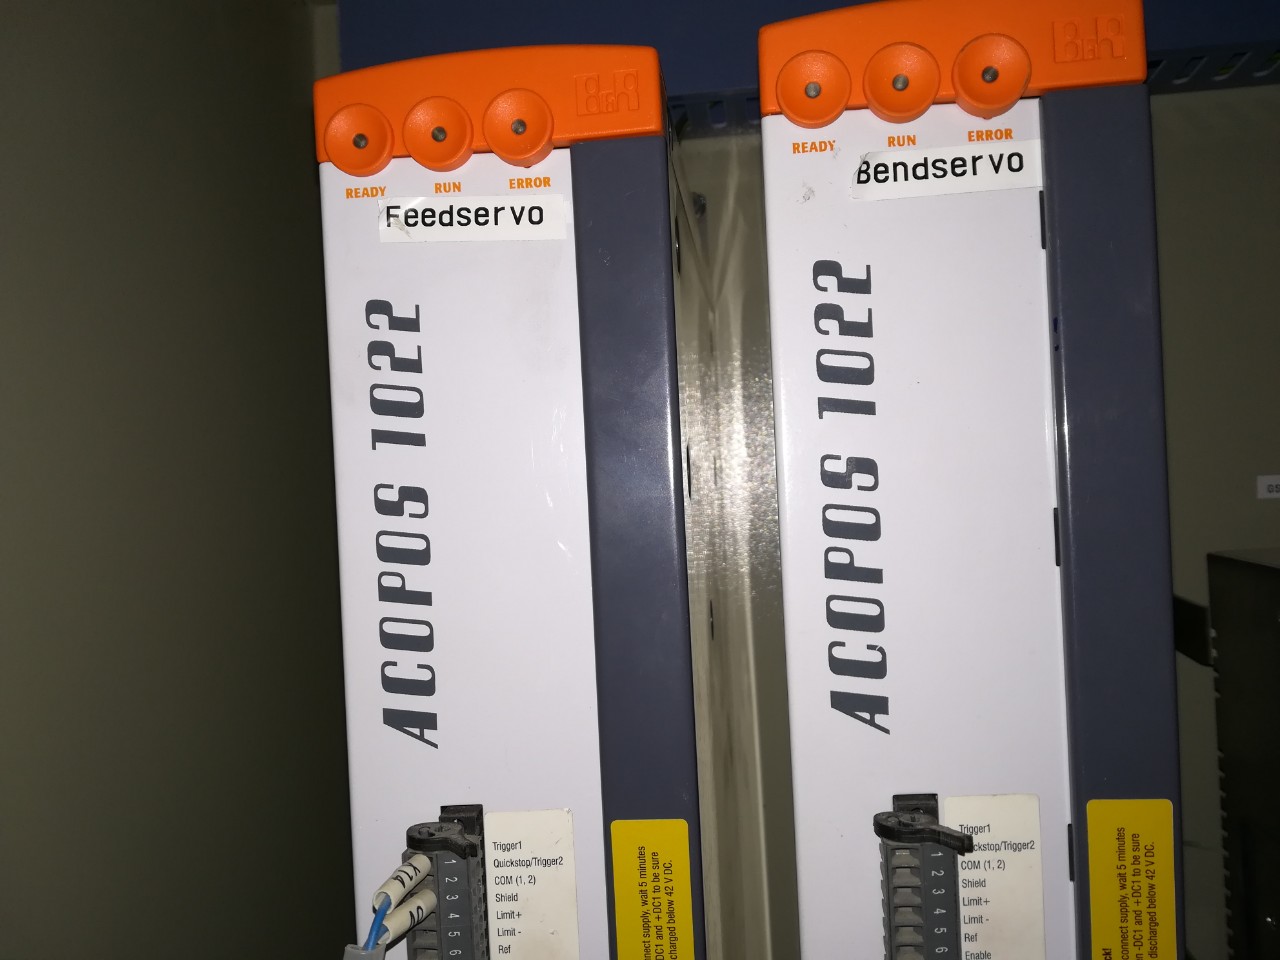 B&R
READY RUN ERROR
Feedservo
ACOPOS 1022
Trigger1
Quickstop/Trigger2
COM (1, 2)
Shield
Limit+
Limit -
Ref
1
2
3
4
5
6
connect supply, wait 5 minutes
DC1 and +DC1 to be sure
discharged below 42 V DC.
B&R
READY RUN ERROR
Bendservo
ACOPOS 1022
Trigger1
ckstop/Trigger2
COM (1, 2)
Shield
Limit+
Limit -
Ref
Enable
1
2
3
4
5
6
connect supply, wait 5 minutes
n -DC1 and +DC1 to be sure
discharged below 42 V DC.
GS